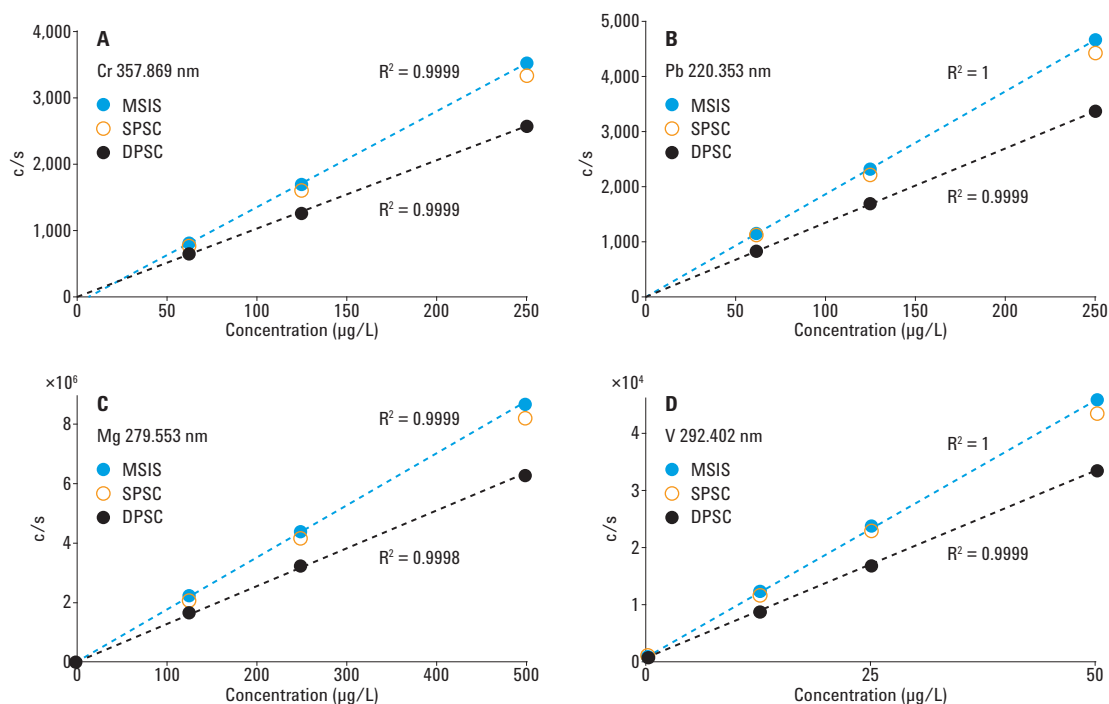 A
Cr 357.869 nm
MSIS
SPSC
DPSC
R² = 0.9999
R² = 0.9999
c/s
4,000
3,000
2,000
1,000
0
0 50 100 150 200 250
Concentration (µg/L)
B
Pb 220.353 nm
MSIS
SPSC
DPSC
R² = 1
R² = 0.9999
c/s
5,000
4,000
3,000
2,000
1,000
0
0 50 100 150 200 250
Concentration (µg/L)
×10⁶
C
Mg 279.553 nm
MSIS
SPSC
DPSC
R² = 0.9999
R² = 0.9998
c/s
8
6
4
2
0
0 100 200 300 400 500
Concentration (µg/L)
×10⁴
D
V 292.402 nm
MSIS
SPSC
DPSC
R² = 1
R² = 0.9999
c/s
4
3
2
1
0
0 25 50
Concentration (µg/L)